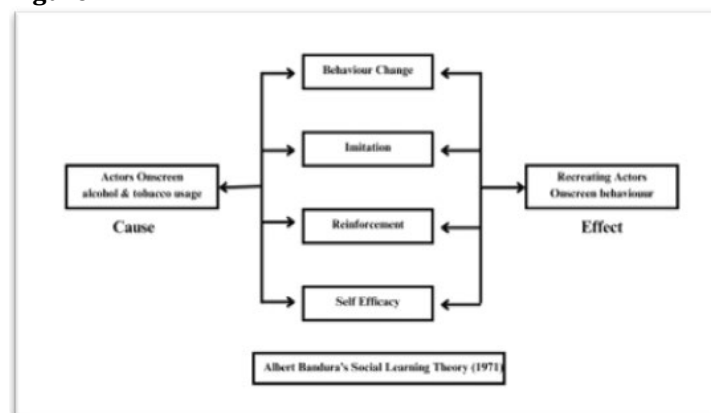 Behaviour Change
Imitation
Actors Onscreen
alcohol & tobacco usage
Cause
Recreating Actors
Onscreen behaviour
Effect
Reinforcement
Self Efficacy
Albert Bandura's Social Learning Theory (1971)